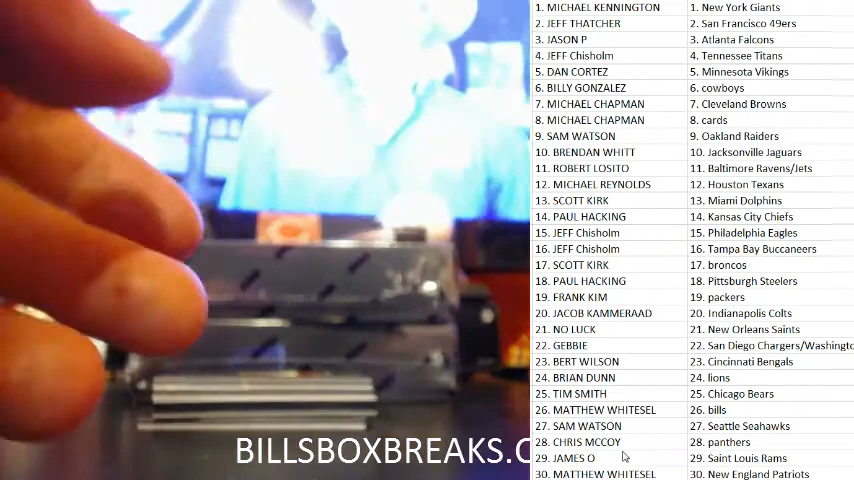 1. MICHAEL KENNINGTON 1. New York Giants
2. JEFF THATCHER 2. San Francisco 49ers
3. JASON P 3. Atlanta Falcons
4. JEFF Chisholm 4. Tennessee Titans
5. DAN CORTEZ 5. Minnesota Vikings
6. BILLY GONZALEZ 6. cowboys
7. MICHAEL CHAPMAN 7. Cleveland Browns
8. MICHAEL CHAPMAN 8. cards
9. SAM WATSON 9. Oakland Raiders
10. BRENDAN WHITT 10. Jacksonville Jaguars
11. ROBERT LOSITO 11. Baltimore Ravens/Jets
12. MICHAEL REYNOLDS 12. Houston Texans
13. SCOTT KIRK 13. Miami Dolphins
14. PAUL HACKING 14. Kansas City Chiefs
15. JEFF Chisholm 15. Philadelphia Eagles
16. JEFF Chisholm 16. Tampa Bay Buccaneers
17. SCOTT KIRK 17. broncos
18. PAUL HACKING 18. Pittsburgh Steelers
19. FRANK KIM 19. packers
20. JACOB KAMMERAAD 20. Indianapolis Colts
21. NO LUCK 21. New Orleans Saints
22. GEBBIE 22. San Diego Chargers/Washingto
23. BERT WILSON 23. Cincinnati Bengals
24. BRIAN DUNN 24. lions
25. TIM SMITH 25. Chicago Bears
26. MATTHEW WHITESEL 26. bills
27. SAM WATSON 27. Seattle Seahawks
28. CHRIS MCCOY 28. panthers
29. JAMES O 29. Saint Louis Rams
30. MATTHEW WHITESEL 30. New England Patriots
BILLSBOXBREAKS.C